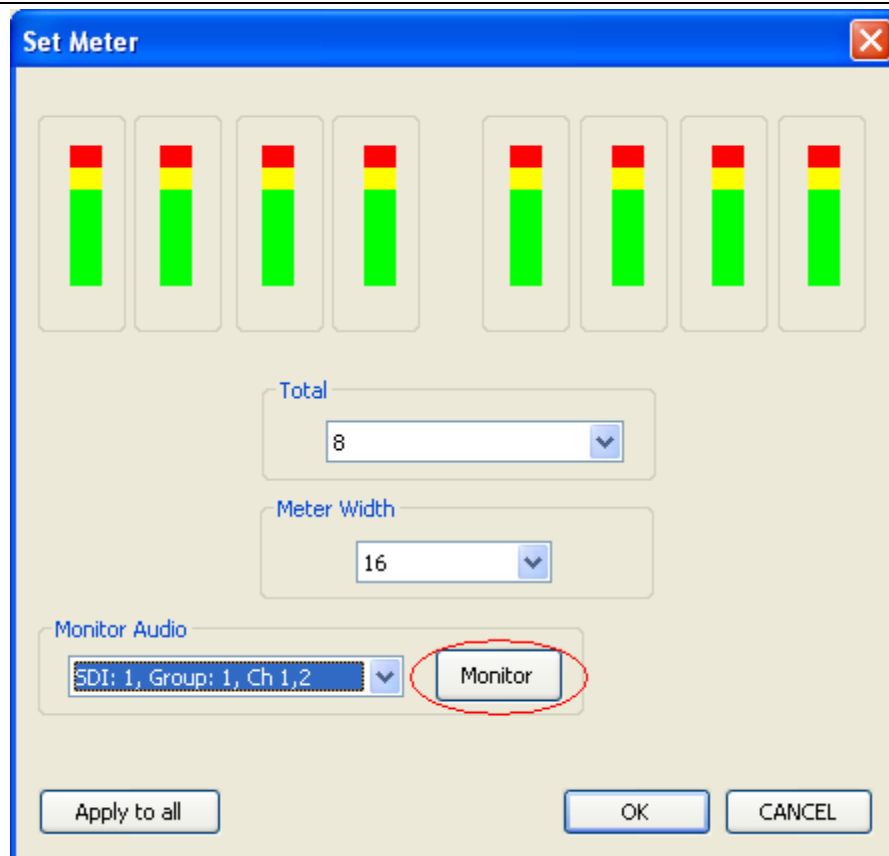 Set Meter
Total
8
Meter Width
16
Monitor Audio
SDI: 1, Group: 1, Ch 1,2
Monitor
Apply to all
OK
CANCEL